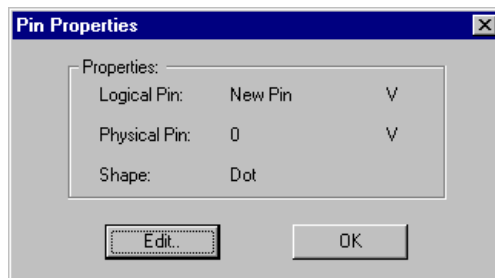 Pin Properties
Properties:
Logical Pin: New Pin V
Physical Pin: 0 V
Shape: Dot
Edit.. OK